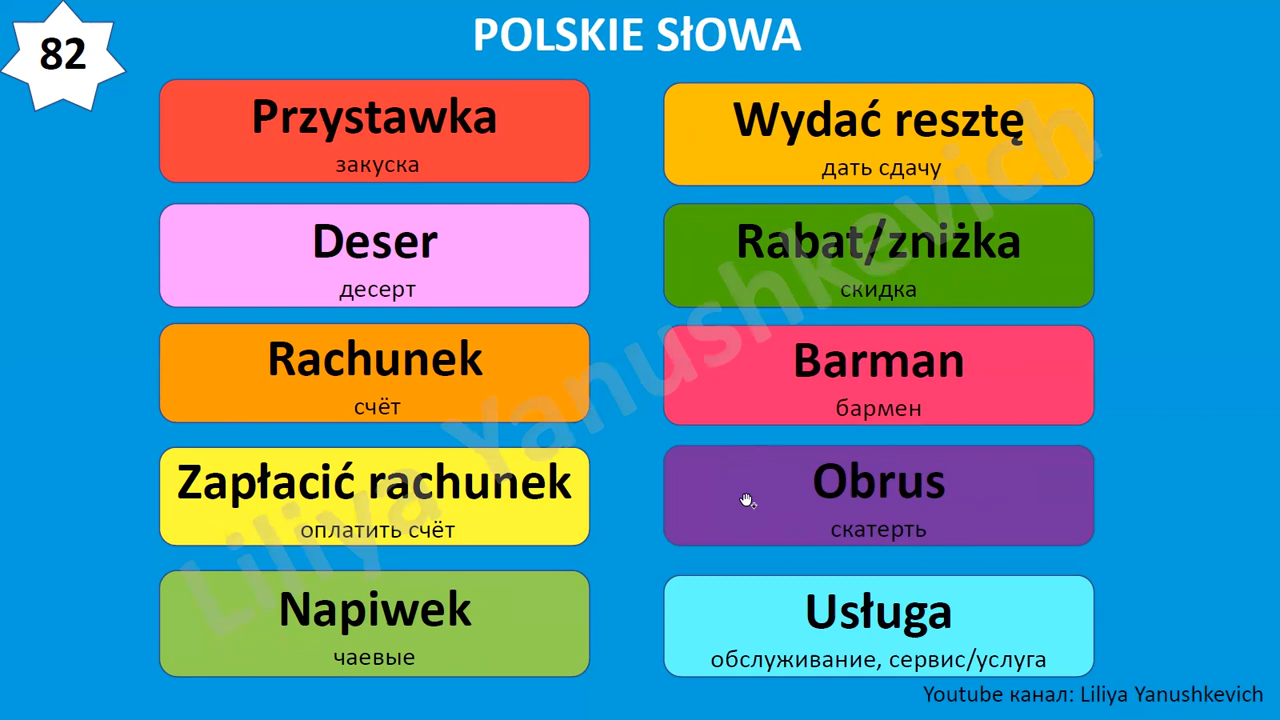 82
POLSKIE SłOWA
Przystawka
закуска
Deser
десерт
Rachunek
счёт
Zapłacić rachunek
оплатить счёт
Napiwek
чаевые
Wydać resztę
дать сдачу
Rabat/zniżka
скидка
Barman
бармен
Obrus
скатерть
Usługa
обслуживание, сервис/услуга
Liliya Yanushkevich
Youtube канал: Liliya Yanushkevich